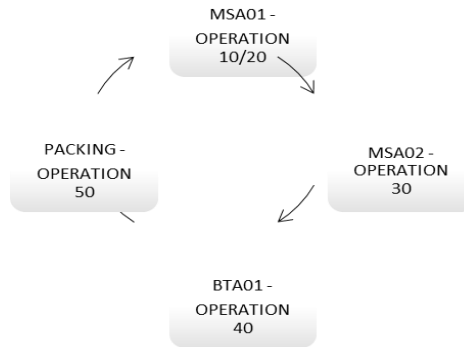 MSA01 -
OPERATION
10/20
MSA02 -
OPERATION
30
BTA01 -
OPERATION
40
PACKING -
OPERATION
50